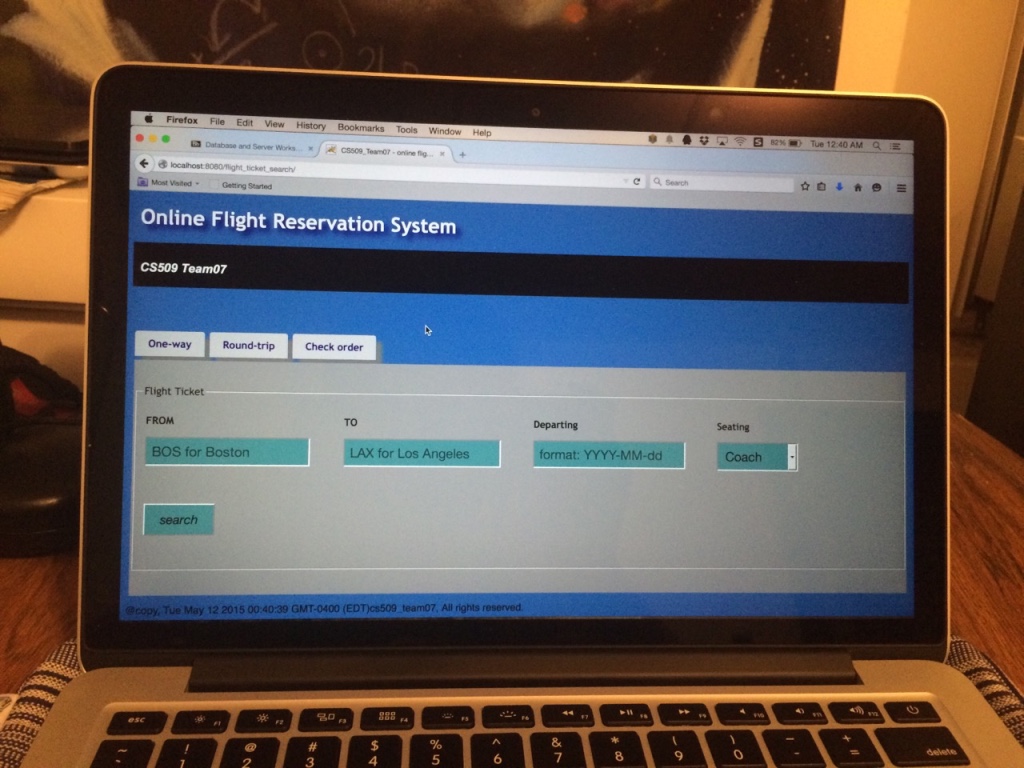 Firefox File Edit View History Bookmarks Tools Window Help 82% Tue 12:40 AM
Database and Server Works... × CS509_Team07 - online flig... × +
localhost:8080/flight_ticket_search/ Search
Most Visited Getting Started
Online Flight Reservation System
CS509 Team07
One-way Round-trip Check order
Flight Ticket
FROM TO Departing Seating
BOS for Boston LAX for Los Angeles format: YYYY-MM-dd Coach
search
@copy, Tue May 12 2015 00:40:39 GMT-0400 (EDT)cs509_team07. All rights reserved.
esc F1 F2 F3 F4 F5 F6 F7 F8 F9 F10 F11 F12
~ ! @ # $ % ^ & * ( ) _ + delete
1 2 3 4 5 6 7 8 9 0 - =